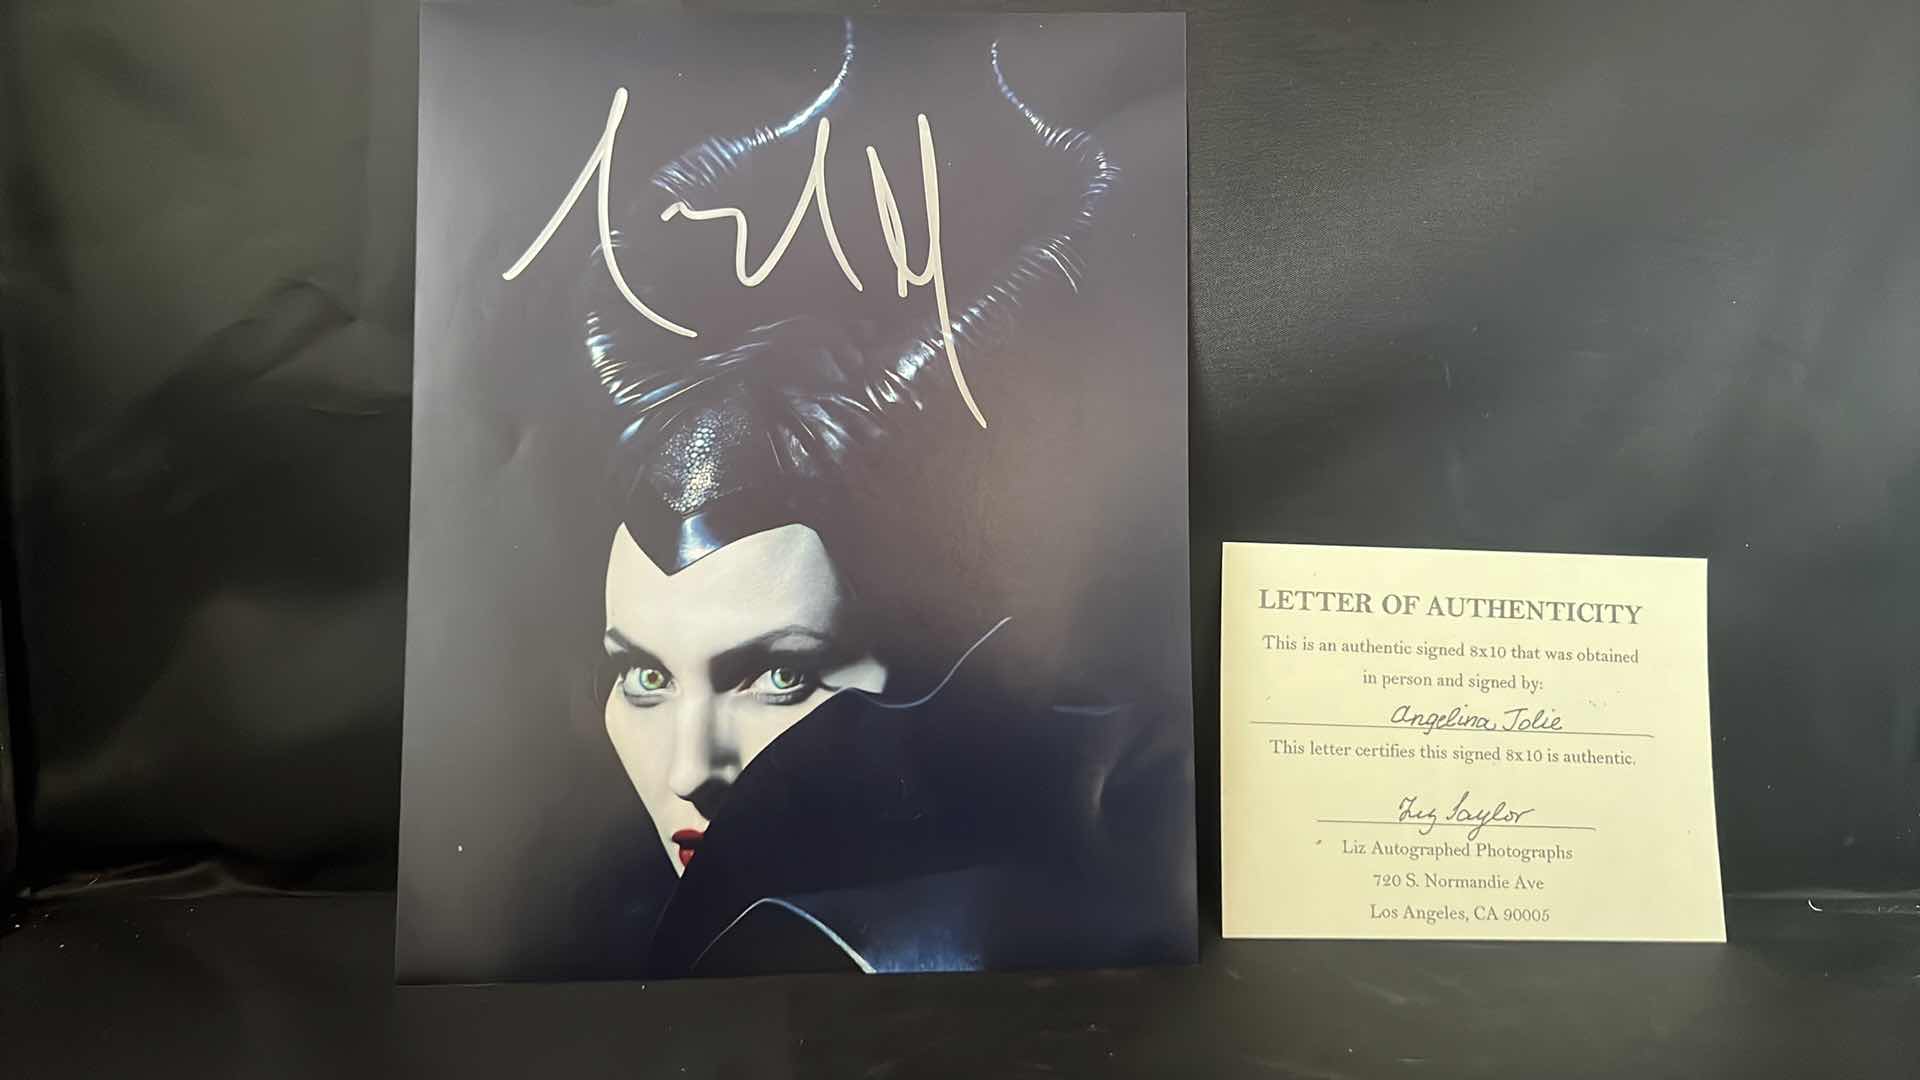 LETTER OF AUTHENTICITY
This is an authentic signed 8x10 that was obtained
in person and signed by:
Angelina Jolie
This letter certifies this signed 8x10 is authentic.
Liz Taylor
Liz Autographed Photographs
720 S. Normandie Ave
Los Angeles, CA 90005